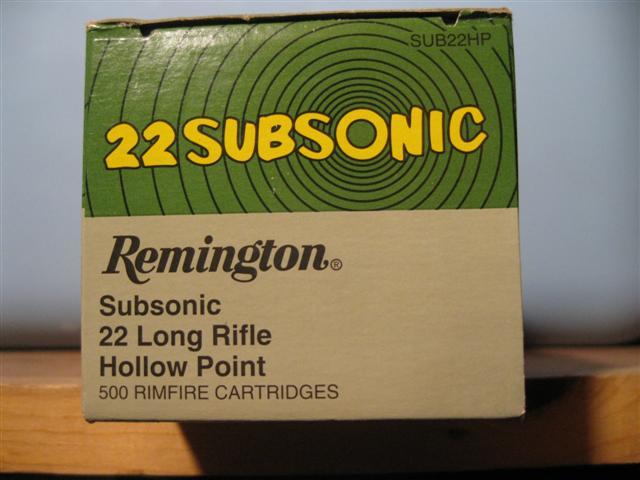 SUB22HP
22 SUBSONIC
Remington®
Subsonic
22 Long Rifle
Hollow Point
500 RIMFIRE CARTRIDGES